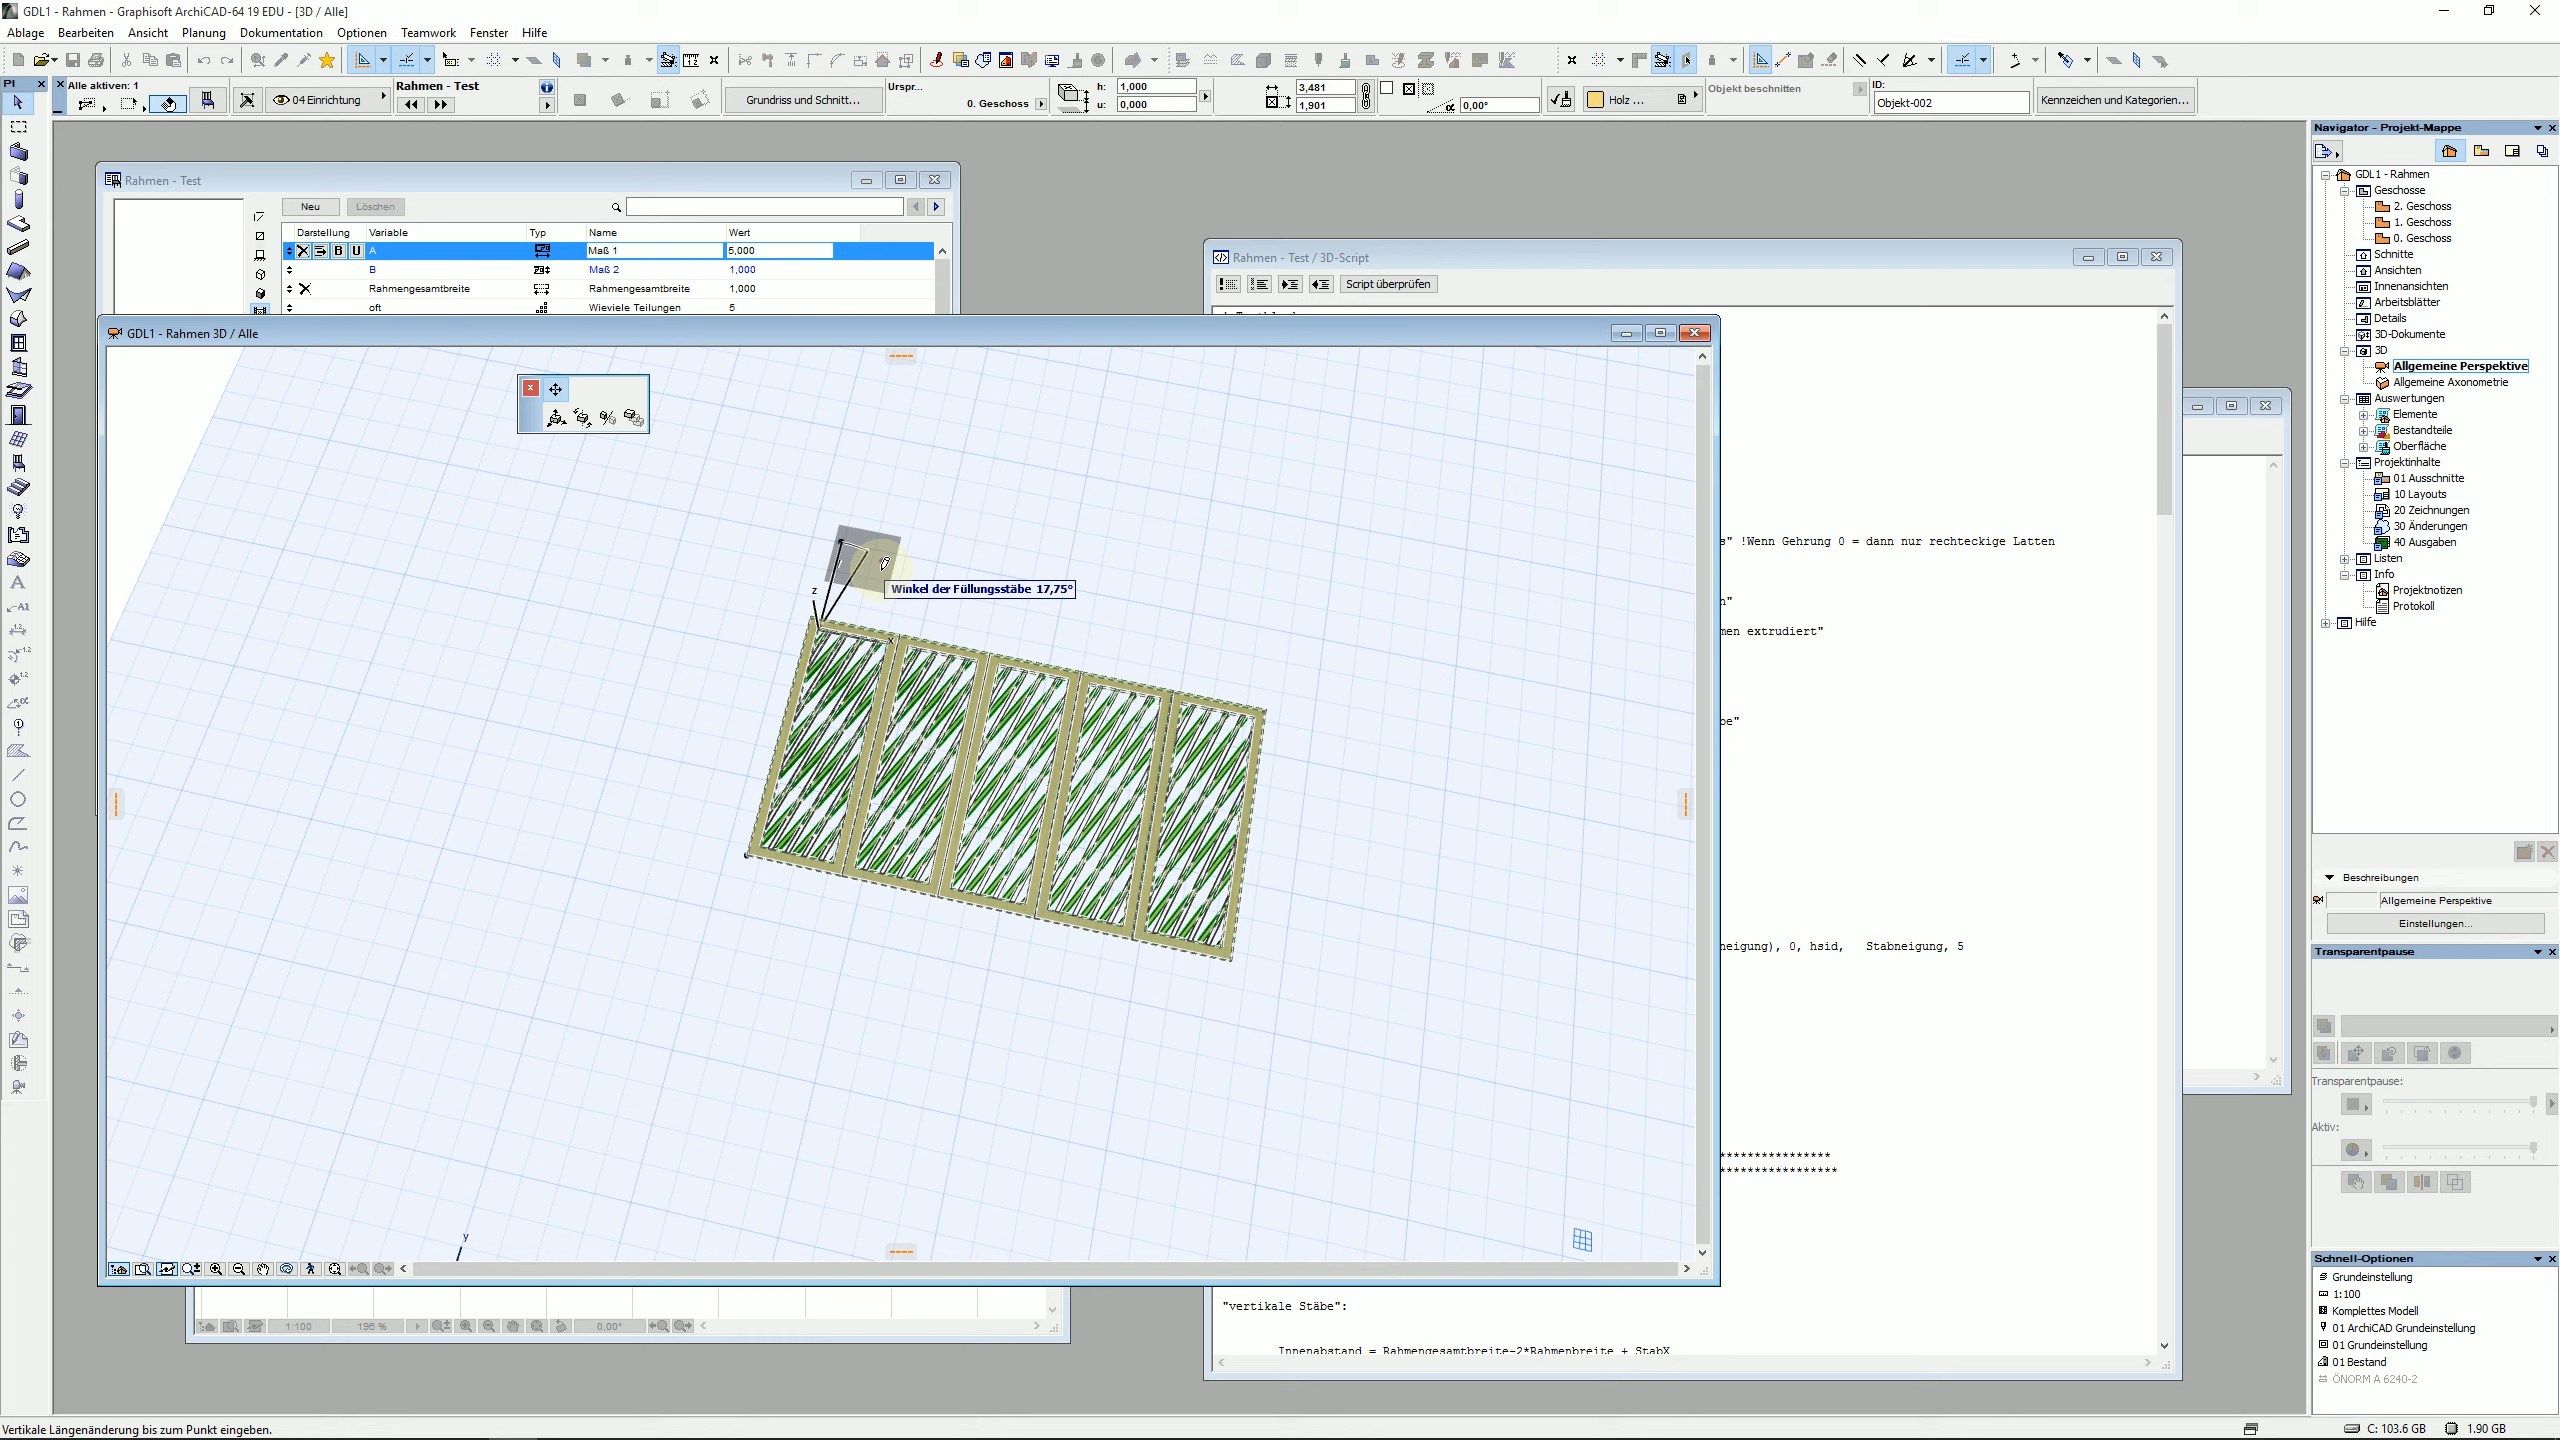 GDL1 - Rahmen - Graphisoft ArchiCAD-64 19 EDU - [3D / Alle]
Ablage Bearbeiten Ansicht Planung Dokumentation Optionen Teamwork Fenster Hilfe
PI
Alle aktiven: 1
04 Einrichtung
Rahmen - Test
Grundriss und Schnitt...
Urspr...
0. Geschoss
h: 1,000
u: 0,000
3,481
1,901
0,00°
Holz ...
Objekt beschnitten
ID:
Objekt-002
Kennzeichen und Kategorien...
Rahmen - Test
Neu Löschen
Darstellung Variable Typ Name Wert
B U A Maß 1 5,000
B Maß 2 1,000
Rahmengesamtbreite Rahmengesamtbreite 1,000
oft Wieviele Teilungen 5
Rahmen - Test / 3D-Script
Script überprüfen
s" !Wenn Gehrung 0 = dann nur rechteckige Latten
n"
men extrudiert"
be"
neigung), 0, hsid, Stabneigung, 5
****************
****************
"vertikale Stäbe":
Innenabstand = Rahmengesamtbreite-2*Rahmenbreite + StabX
GDL1 - Rahmen 3D / Alle
Winkel der Füllungsstäbe 17,75°
z
x
y
1:100 196 % 0,00°
Navigator - Projekt-Mappe
GDL1 - Rahmen
Geschosse
2. Geschoss
1. Geschoss
0. Geschoss
Schnitte
Ansichten
Innenansichten
Arbeitsblätter
Details
3D-Dokumente
3D
Allgemeine Perspektive
Allgemeine Axonometrie
Auswertungen
Elemente
Bestandteile
Oberfläche
Projektinhalte
01 Ausschnitte
10 Layouts
20 Zeichnungen
30 Änderungen
40 Ausgaben
Listen
Info
Projektnotizen
Protokoll
Hilfe
Beschreibungen
Allgemeine Perspektive
Einstellungen...
Transparentpause
Transparentpause:
Aktiv:
Schnell-Optionen
Grundeinstellung
1:100
Komplettes Modell
01 ArchiCAD Grundeinstellung
01 Grundeinstellung
01 Bestand
ÖNORM A 6240-2
Vertikale Längenänderung bis zum Punkt eingeben.
C: 103.6 GB 1.90 GB